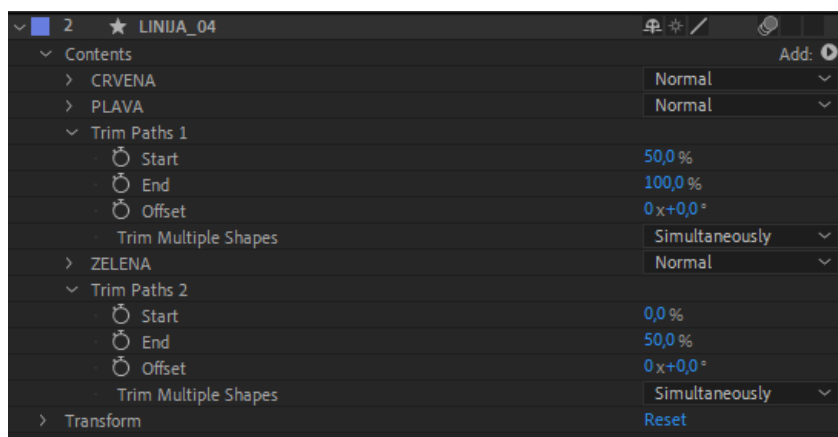 2 LINIJA_04
Contents Add:
CRVENA Normal
PLAVA Normal
Trim Paths 1
Start 50,0 %
End 100,0 %
Offset 0 x+0,0 °
Trim Multiple Shapes Simultaneously
ZELENA Normal
Trim Paths 2
Start 0,0 %
End 50,0 %
Offset 0 x+0,0 °
Trim Multiple Shapes Simultaneously
Transform Reset